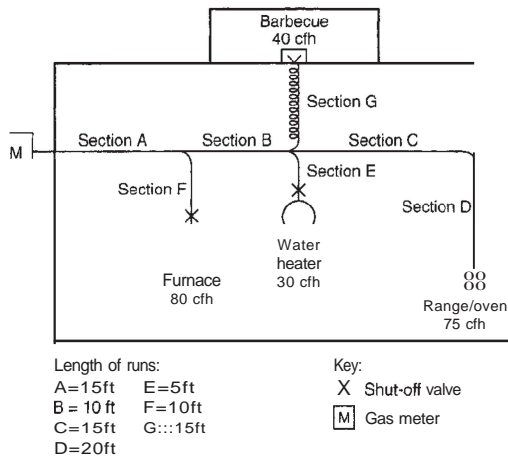 Barbecue
40 cfh
Section G
Section A
Section B
Section C
M
Section E
Section F
Section D
Water
heater
30 cfh
Furnace
80 cfh
Range/oven
75 cfh
Length of runs:
A=15ft E=5ft
B = 10 ft F=10ft
C=15ft G:::15ft
D=20ft
Key:
X Shut-off valve
M Gas meter